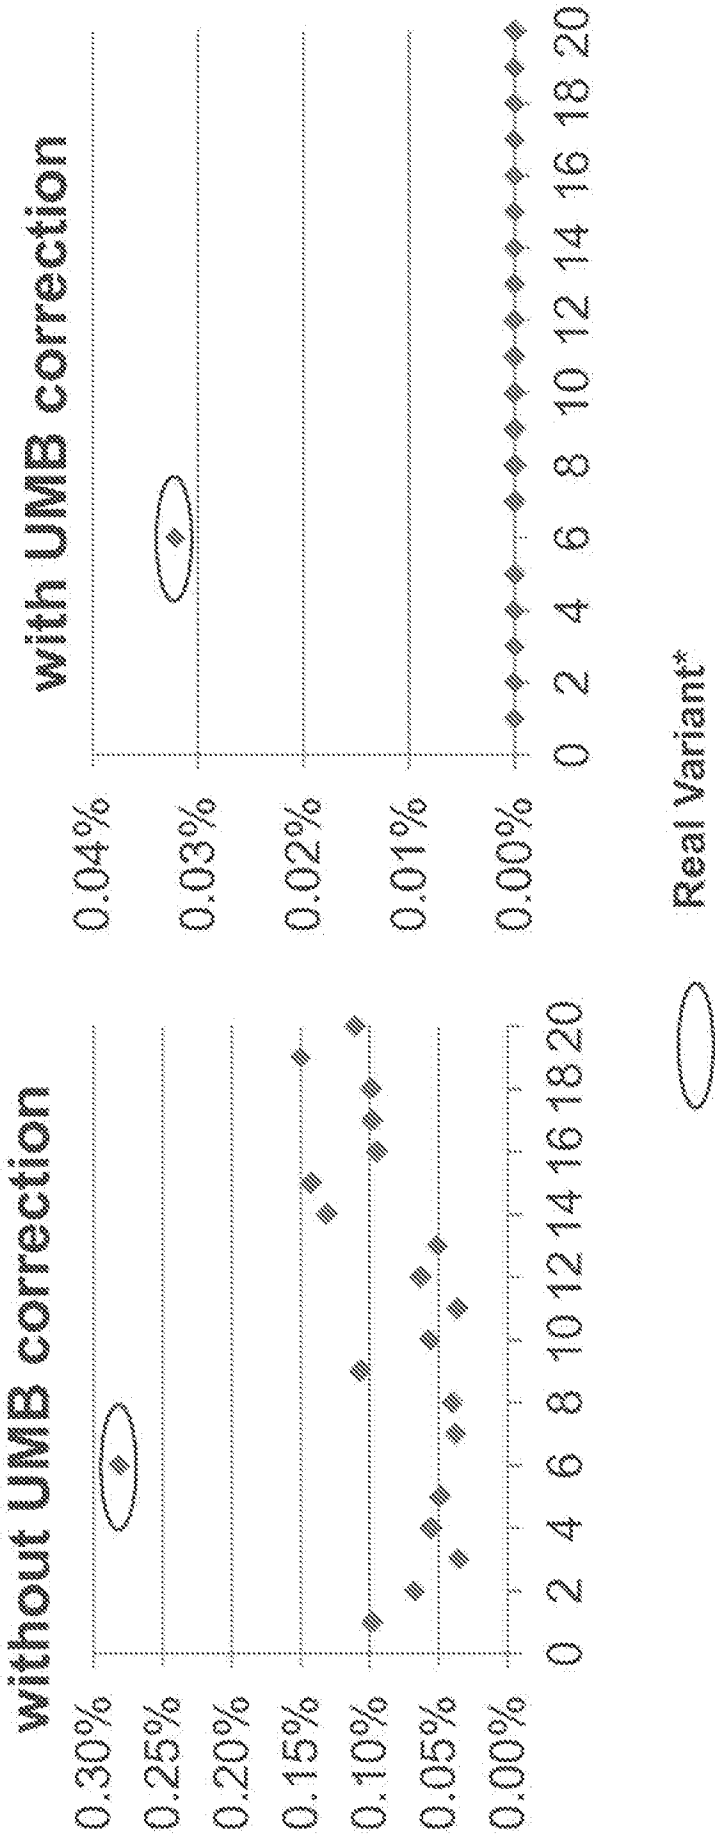 without UMB correction
0.30%
0.25%
0.20%
0.15%
0.10%
0.05%
0.00%
0 2 4 6 8 10 12 14 16 18 20
with UMB correction
0.04%
0.03%
0.02%
0.01%
0.00%
0 2 4 6 8 10 12 14 16 18 20
Real Variant*